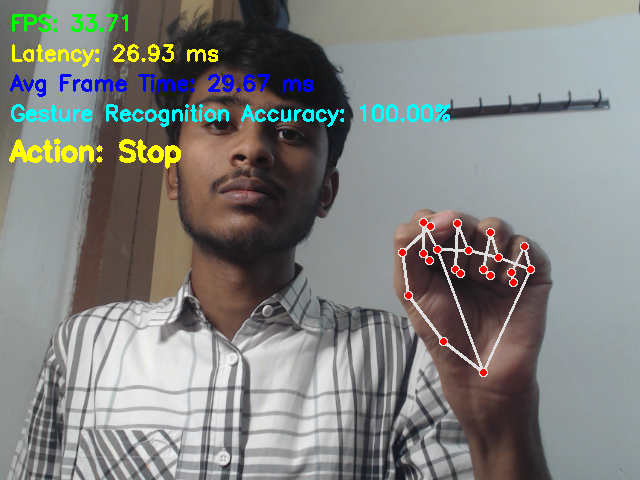 FPS: 33.71
Latency: 26.93 ms
Avg Frame Time: 29.67 ms
Gesture Recognition Accuracy: 100.00%
Action: Stop